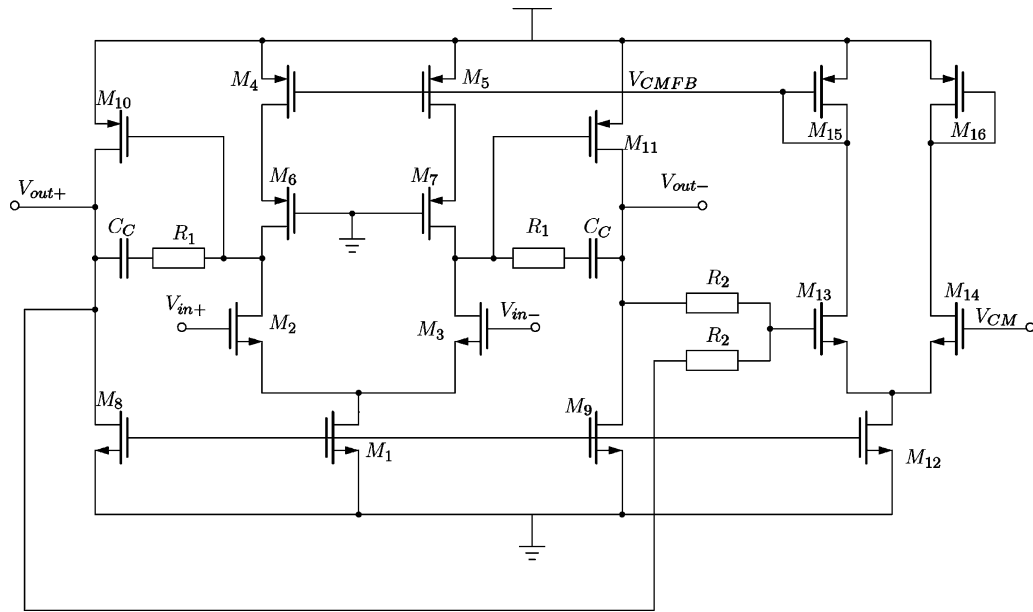 M4
M5
VCMFB
M10
M15
M16
M11
M6
M7
Vout+
Vout−
CC
R1
R1
CC
R2
M13
M14
Vin+
M2
M3
Vin−
VCM
R2
M8
M9
M1
M12